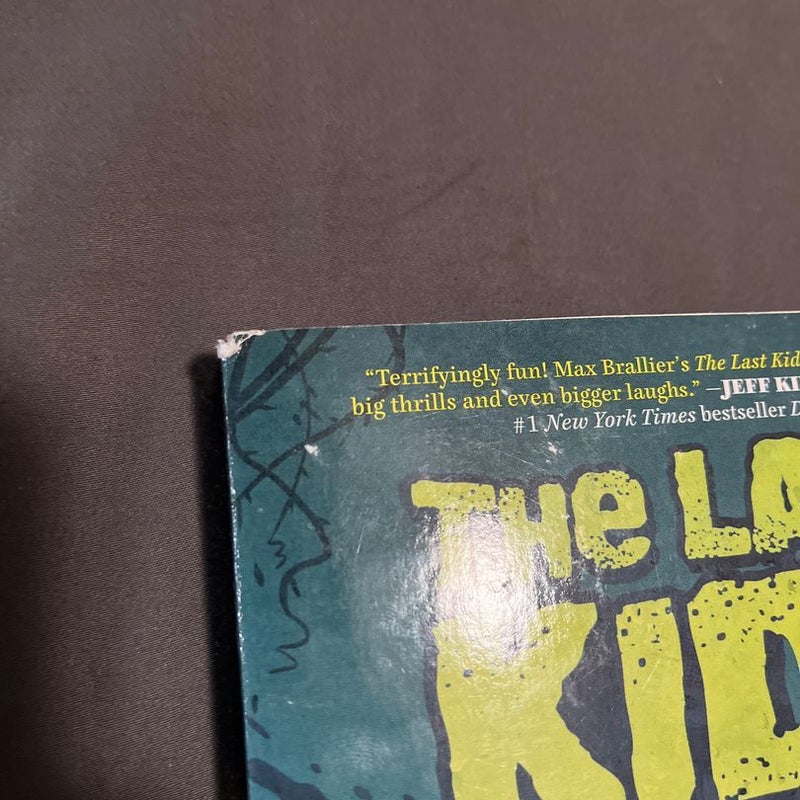 “Terrifyingly fun! Max Brallier’s The Last Kid
big thrills and even bigger laughs.” —JEFF KI
#1 New York Times bestseller D
THE LA
KID